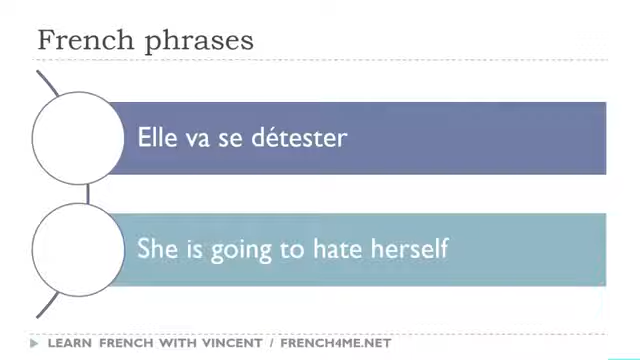 French phrases
Elle va se détester
She is going to hate herself
LEARN FRENCH WITH VINCENT / FRENCH4ME.NET